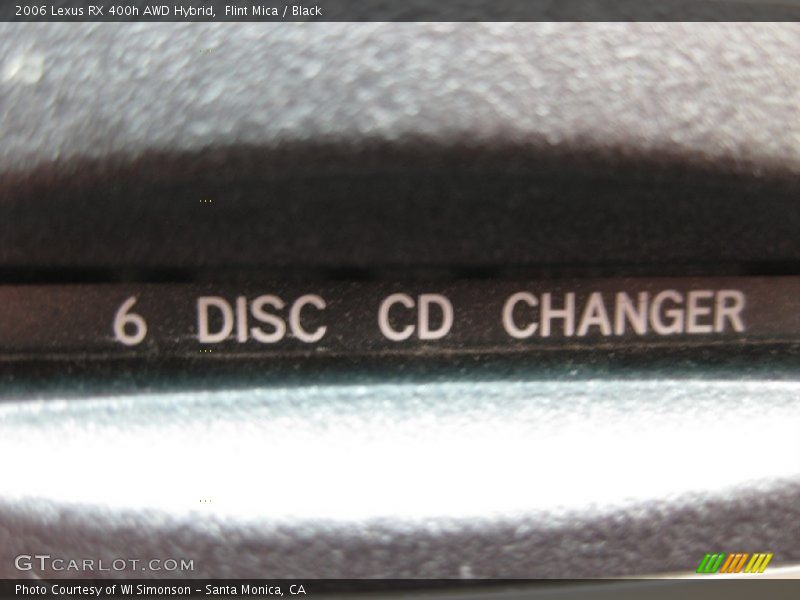 2006 Lexus RX 400h AWD Hybrid,  Flint Mica / Black
6 DISC CD CHANGER
GTCARLOT.COM
Photo Courtesy of WI Simonson - Santa Monica, CA